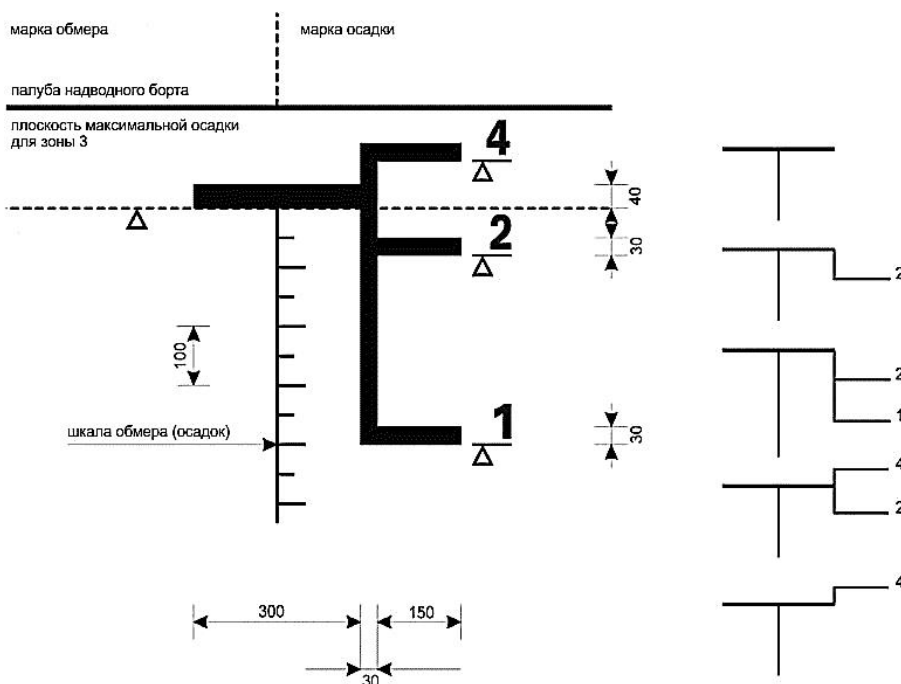 марка обмера
марка осадки
палуба надводного борта
плоскость максимальной осадки
для зоны 3
4
2
1
40
30
30
100
шкала обмера (осадок)
300
150
30
2
2
1
4
2
4